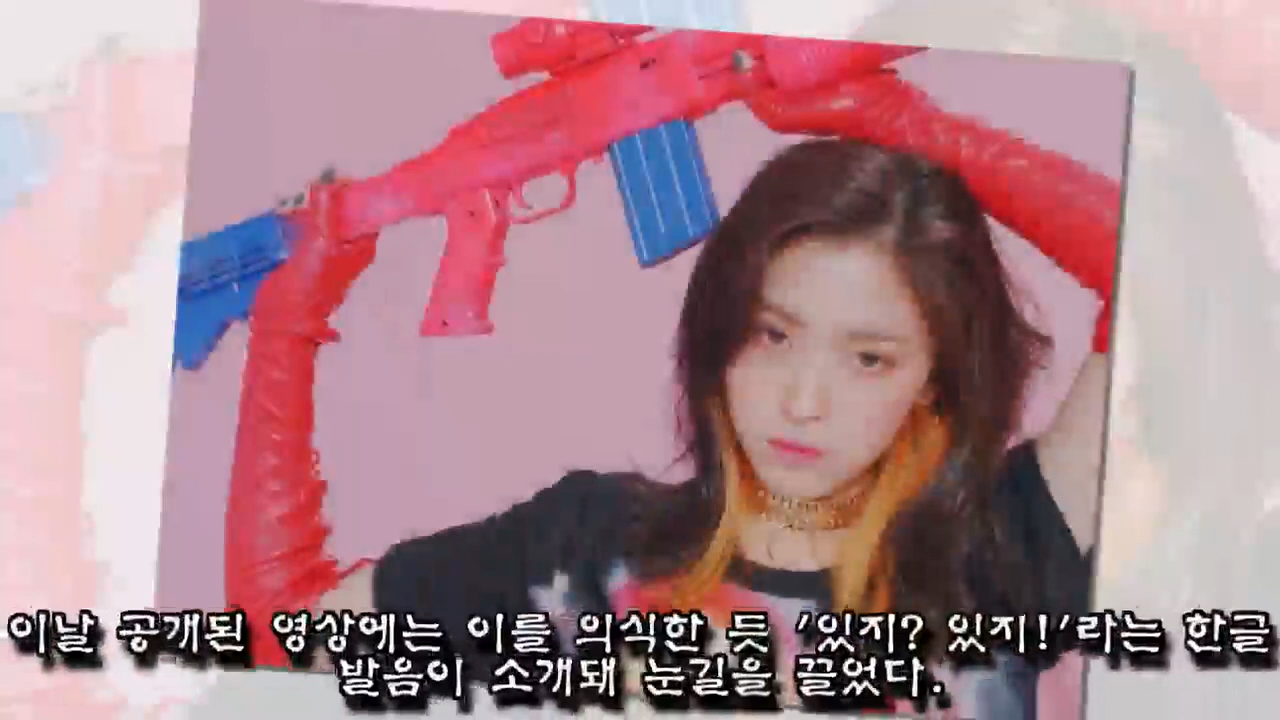 이날 공개된 영상에는 이를 의식한 듯 '있지? 있지!'라는 한글
발음이 소개돼 눈길을 끌었다.